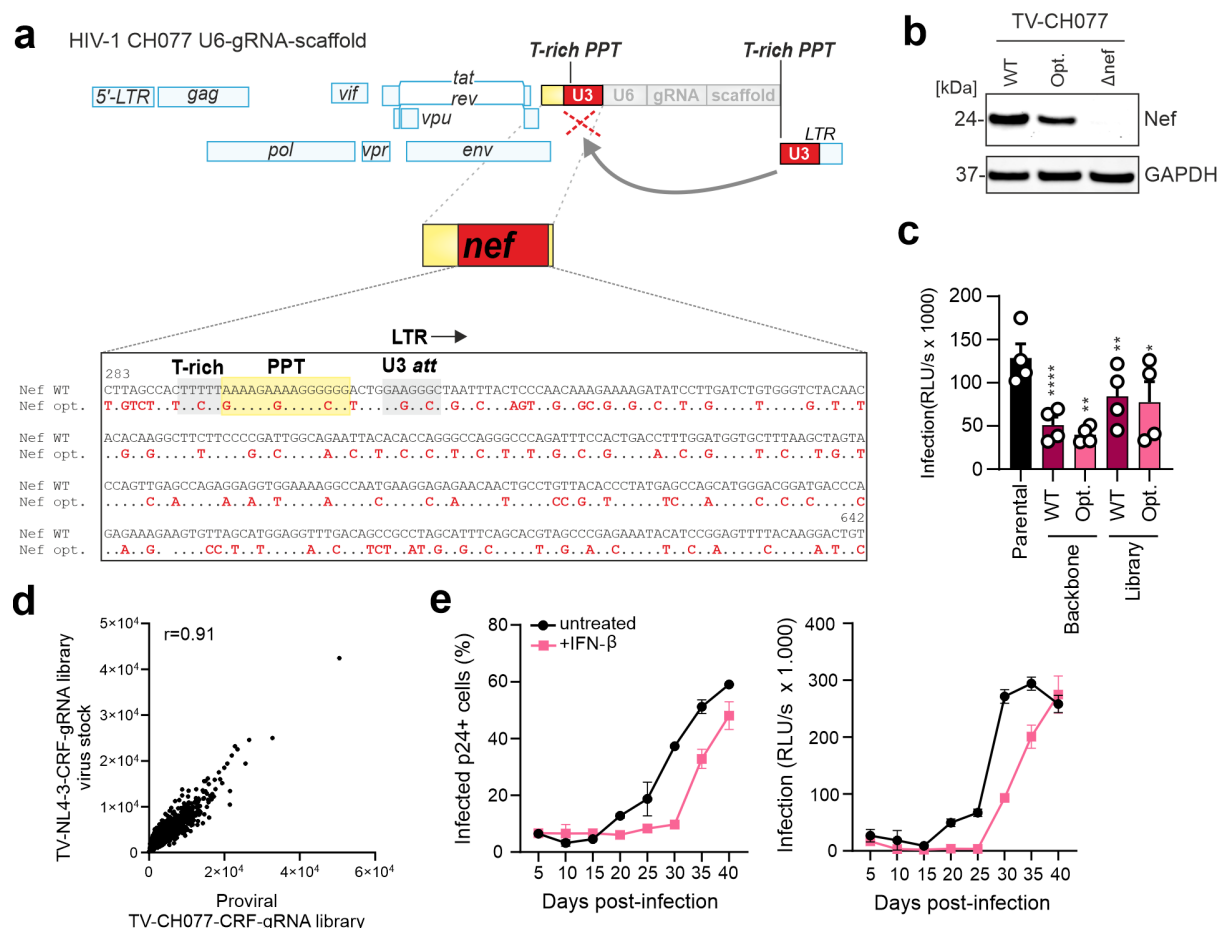 a
HIV-1 CH077 U6-gRNA-scaffold
T-rich PPT
T-rich PPT
5'-LTR
gag
vif
tat
rev
vpu
U3
U6
gRNA
scaffold
pol
vpr
env
LTR
U3
nef
LTR
T-rich
PPT
U3 att
283
Nef WT CTTAGCCACTTTTTAAAAGAAAAGGGGGGACTGGAAGGGCTAATTTACTCCCAACAAAGAAAAGATATCCTTGATCTGTGGGTCTACAAC
Nef opt.
Nef WT ACACAAGGCTTCTTCCCCGATTGGCAGAATTACACACCAGGGCCAGGGCCCAGATTTCCACTGACCTTTGGATGGTGCTTTAAGCTAGTA
Nef opt.
Nef WT CCAGTTGAGCCAGAGGAGGTGGAAAAGGCCAATGAAGGAGAGAACAACTGCCTGTTACACCCTATGAGCCAGCATGGGACGGATGACCCA
Nef opt.
642
Nef WT GAGAAAGAAGTGTTAGCATGGAGGTTTGACAGCCGCCTAGCATTTCAGCACGTAGCCCGAGAAATACATCCGGAGTTTTACAAGGACTGT
Nef opt.
b
TV-CH077
WT
Opt.
Δnef
[kDa]
24-
Nef
37-
GAPDH
c
Infection(RLU/s x 1000)
200
150
100
50
0
****
**
**
*
Parental
WT
Opt.
WT
Opt.
Backbone
Library
d
TV-NL4-3-CRF-gRNA library
virus stock
5×10⁴
4×10⁴
3×10⁴
2×10⁴
1×10⁴
0
r=0.91
0
2×10⁴
4×10⁴
6×10⁴
Proviral
TV-CH077-CRF-gRNA library
e
Infected p24+ cells (%)
80
60
40
20
0
untreated
+IFN-β
5 10 15 20 25 30 35 40
Days post-infection
Infection (RLU/s x 1.000)
400
300
200
100
0
5 10 15 20 25 30 35 40
Days post-infection